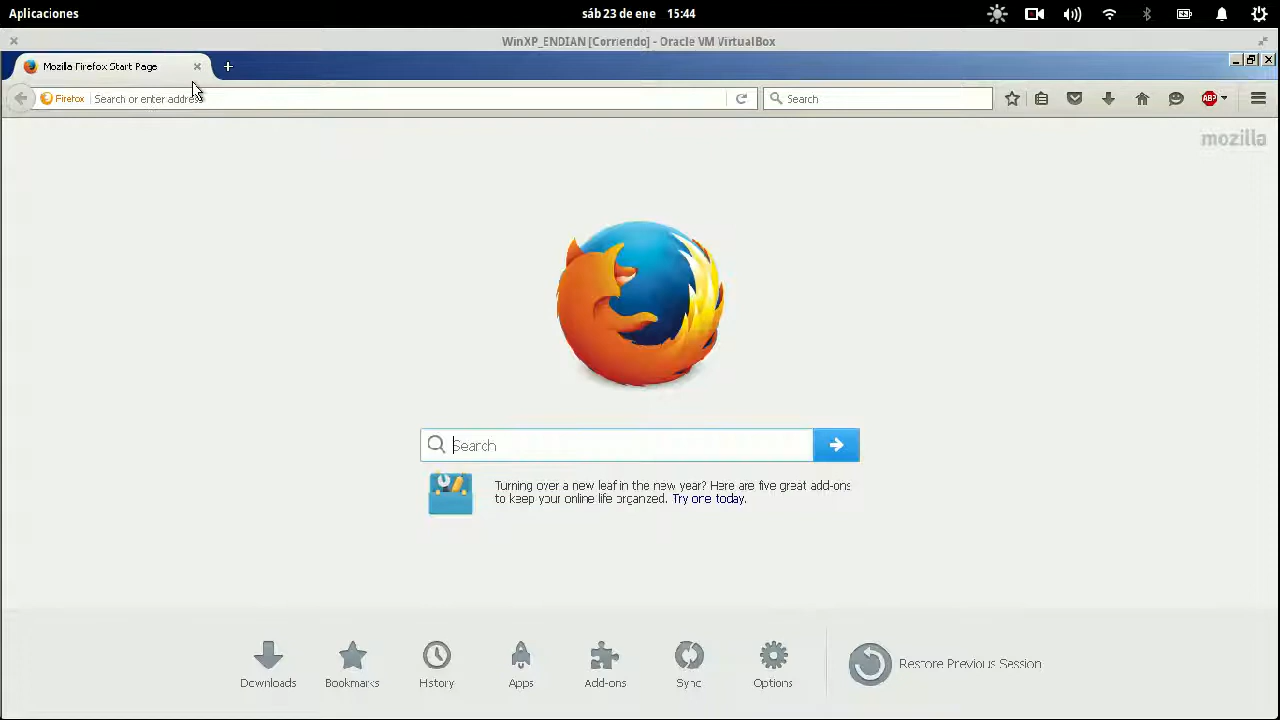 Aplicaciones
sáb 23 de ene 15:44
WinXP_ENDIAN [Corriendo] - Oracle VM VirtualBox
Mozilla Firefox Start Page
Firefox
Search or enter address
Search
ABP
mozilla
Search
Turning over a new leaf in the new year? Here are five great add-ons
to keep your online life organized. Try one today.
Downloads
Bookmarks
History
Apps
Add-ons
Sync
Options
Restore Previous Session